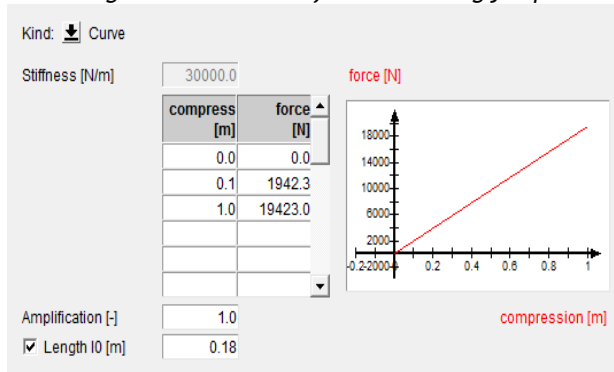 Kind: Curve
Stiffness [N/m] 30000.0 force [N]
compress [m] force [N]
0.0 0.0
0.1 1942.3
1.0 19423.0
18000
14000
10000
6000
2000
-0.2-2000 0.2 0.4 0.6 0.8 1
Amplification [-] 1.0 compression [m]
Length l0 [m] 0.18